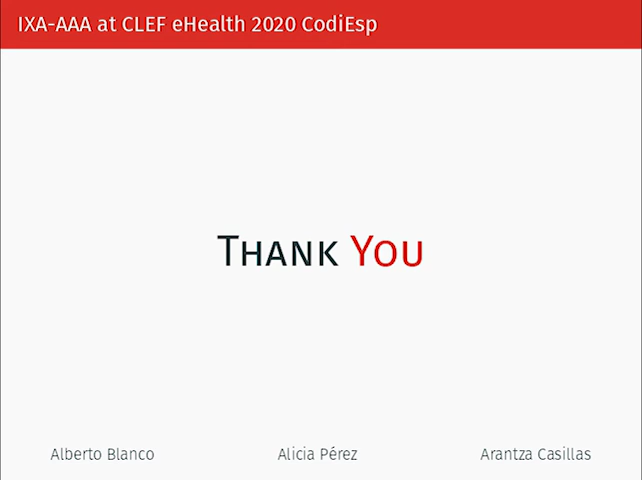 IXA-AAA at CLEF eHealth 2020 CodiEsp
Thank You
Alberto Blanco Alicia Pérez Arantza Casillas